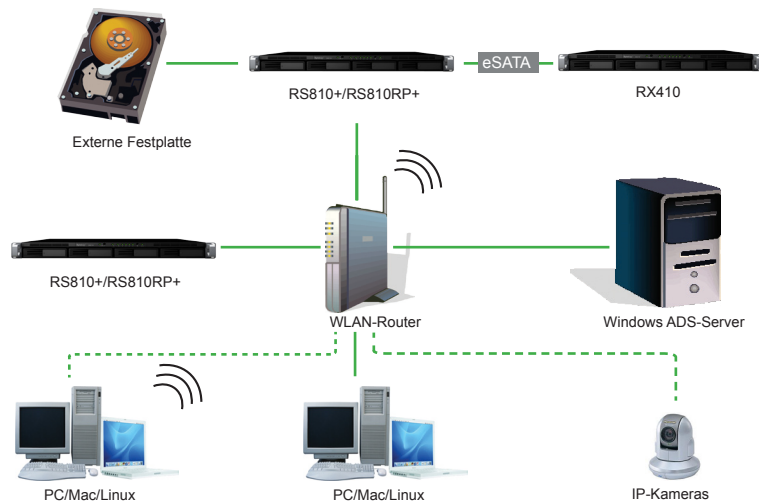 eSATA
RS810+/RS810RP+
RX410
Externe Festplatte
RS810+/RS810RP+
WLAN-Router
Windows ADS-Server
PC/Mac/Linux
PC/Mac/Linux
IP-Kameras